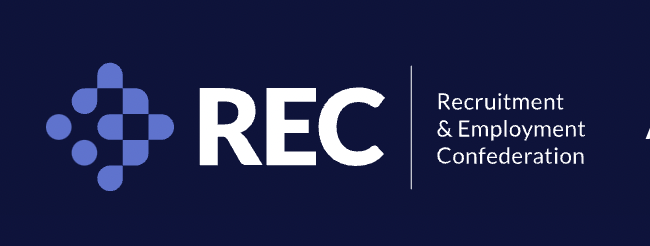 REC
Recruitment
& Employment
Confederation